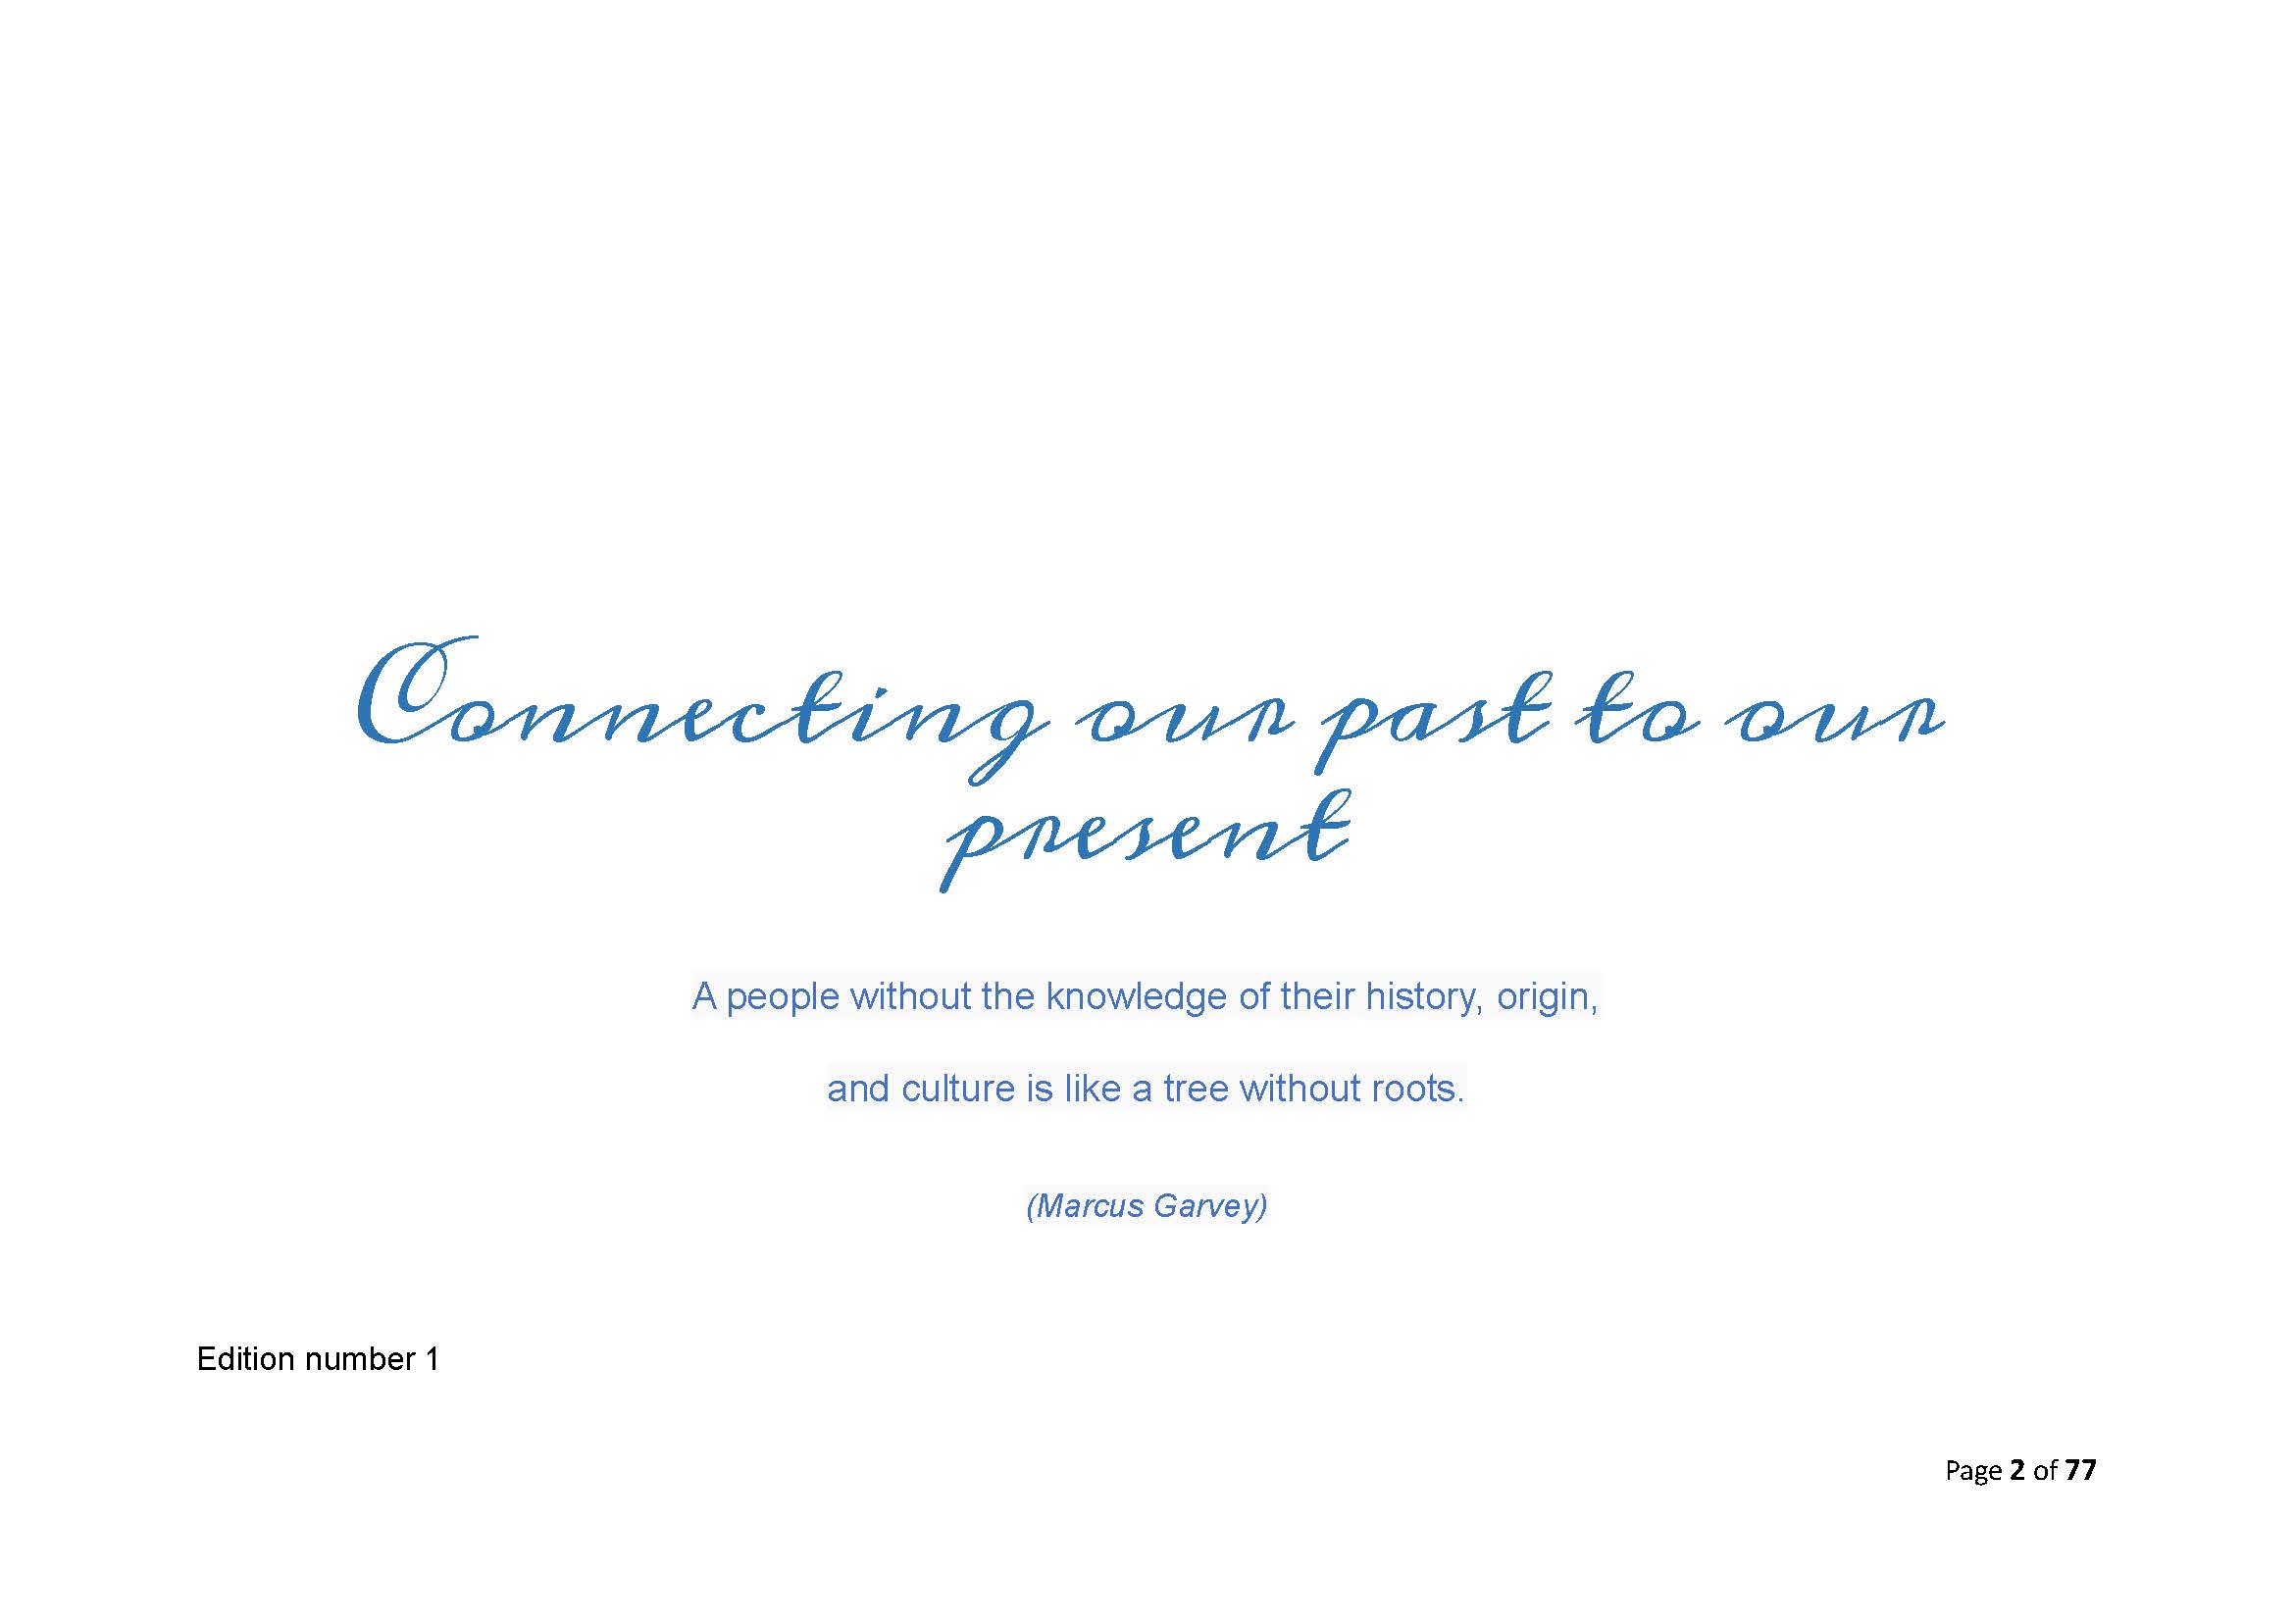 Connecting our past to our
present
A people without the knowledge of their history, origin,
and culture is like a tree without roots.
(Marcus Garvey)
Edition number 1
Page 2 of 77